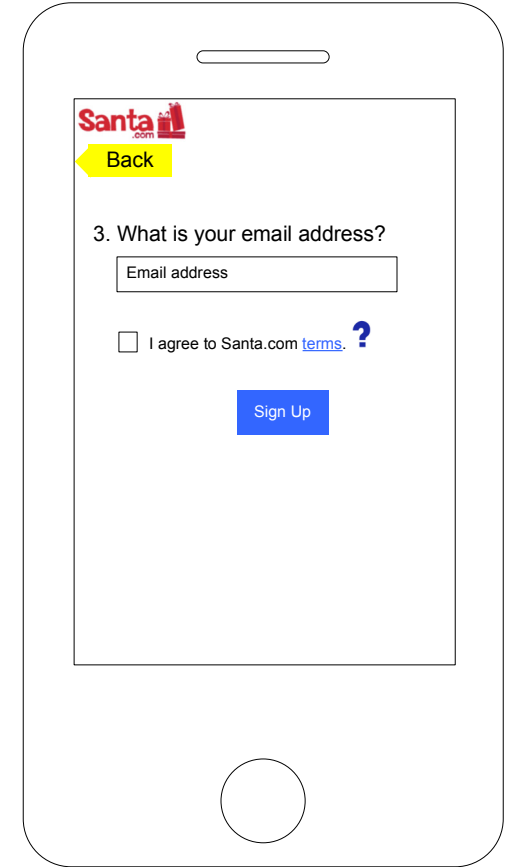 Santa
.com
Back
3. What is your email address?
Email address
I agree to Santa.com terms. ?
Sign Up